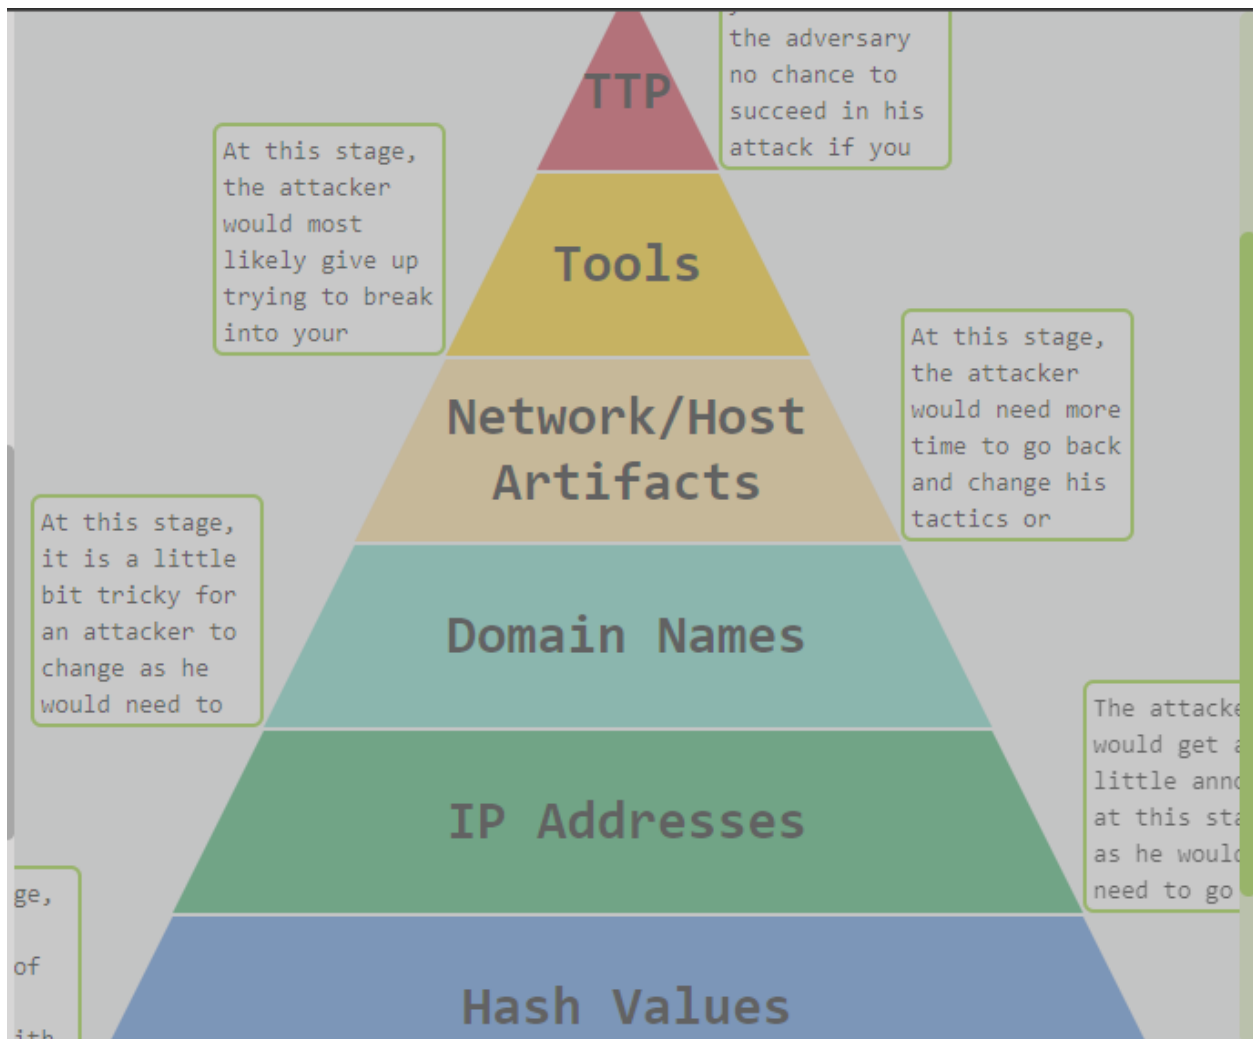 the adversary
no chance to
succeed in his
attack if you
TTP
At this stage,
the attacker
would most
likely give up
trying to break
into your
Tools
At this stage,
the attacker
would need more
time to go back
and change his
tactics or
Network/Host
Artifacts
At this stage,
it is a little
bit tricky for
an attacker to
change as he
would need to
Domain Names
The
would get
little
at this
as he
need to go
IP Addresses
ge,
of
Hash Values